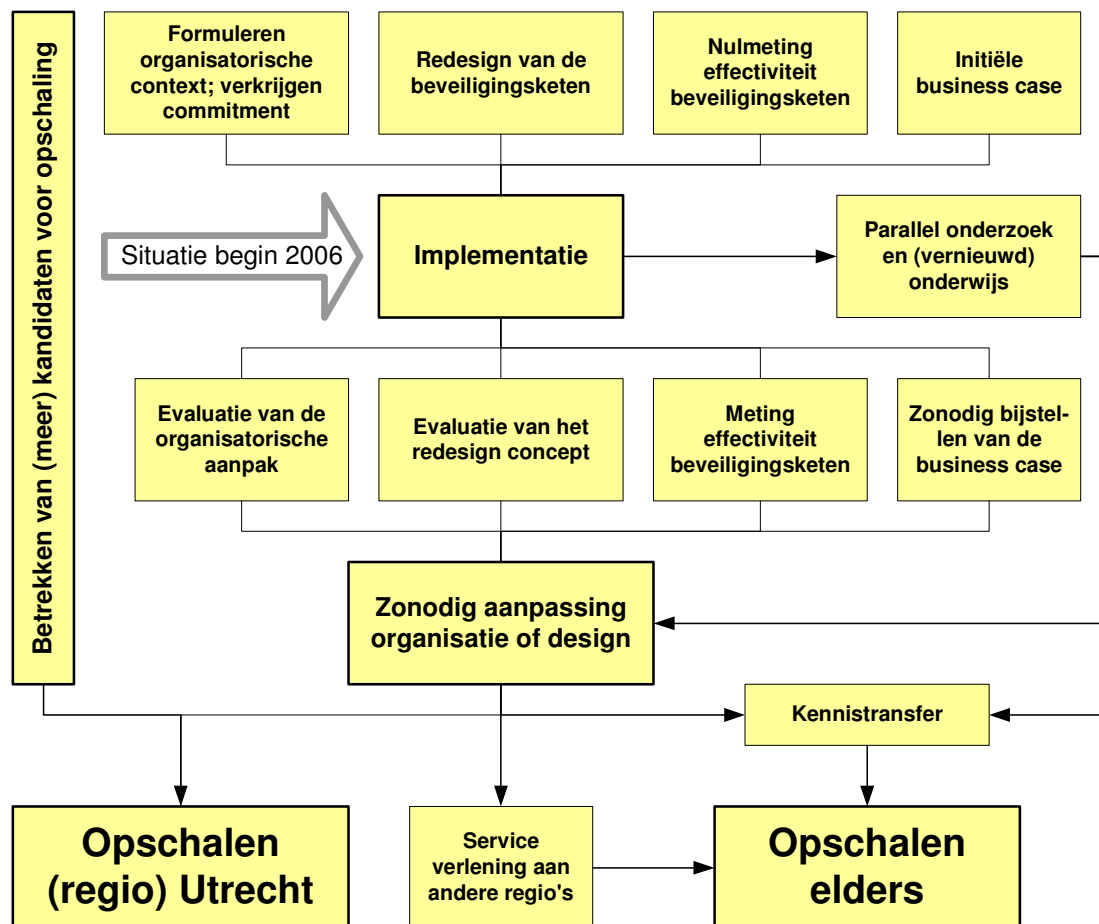 Betrekken van (meer) kandidaten voor opschaling
Formuleren
organisatorische
context; verkrijgen
commitment
Redesign van de
beveiligingsketen
Nulmeting
effectiviteit
beveiligingsketen
Initiële
business case
Situatie begin 2006
Implementatie
Parallel onderzoek
en (vernieuwd)
onderwijs
Evaluatie van de
organisatorische
aanpak
Evaluatie van het
redesign concept
Meting
effectiviteit
beveiligingsketen
Zonodig bijstel-
len van de
business case
Zonodig aanpassing
organisatie of design
Kennistransfer
Opschalen
(regio) Utrecht
Service
verlening aan
andere regio's
Opschalen
elders